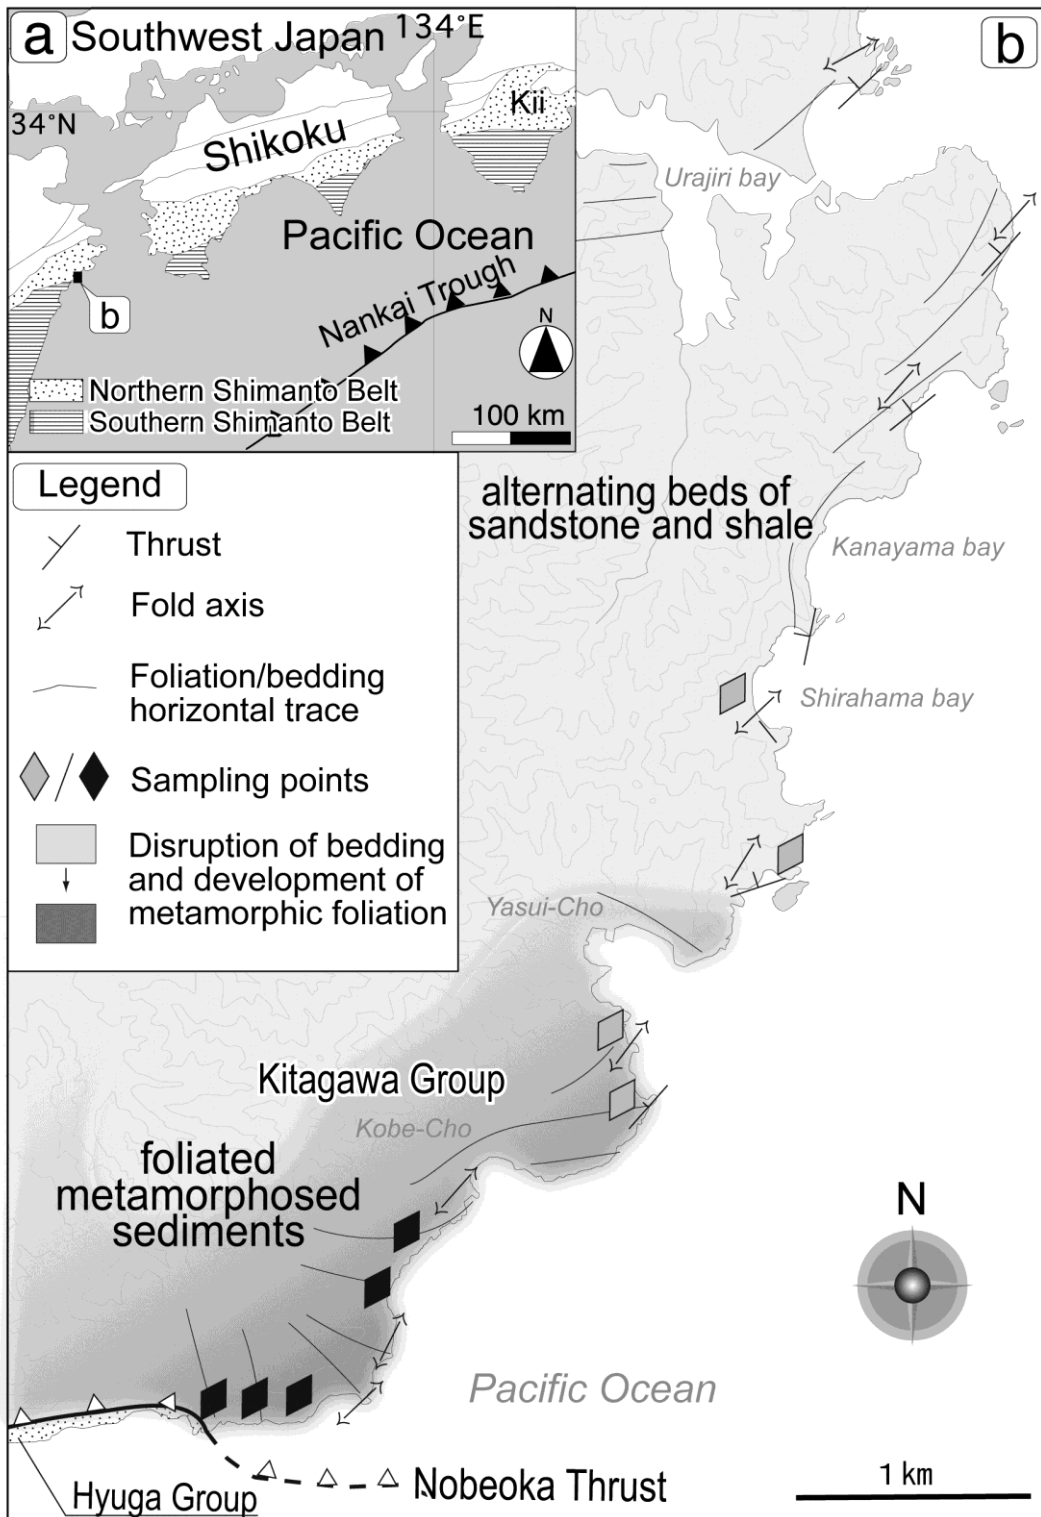 a Southwest Japan
134°E
b
34°N
Kii
Shikoku
Pacific Ocean
Nankai Trough
b
N
Northern Shimanto Belt
Southern Shimanto Belt
100 km
Urajiri bay
Legend
Thrust
Fold axis
Foliation/bedding
horizontal trace
Sampling points
Disruption of bedding
and development of
metamorphic foliation
alternating beds of
sandstone and shale
Kanayama bay
Shirahama bay
Yasui-Cho
Kitagawa Group
Kobe-Cho
foliated
metamorphosed
sediments
N
Pacific Ocean
Nobeoka Thrust
Hyuga Group
1 km